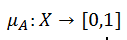 μ_A: X → [0,1]